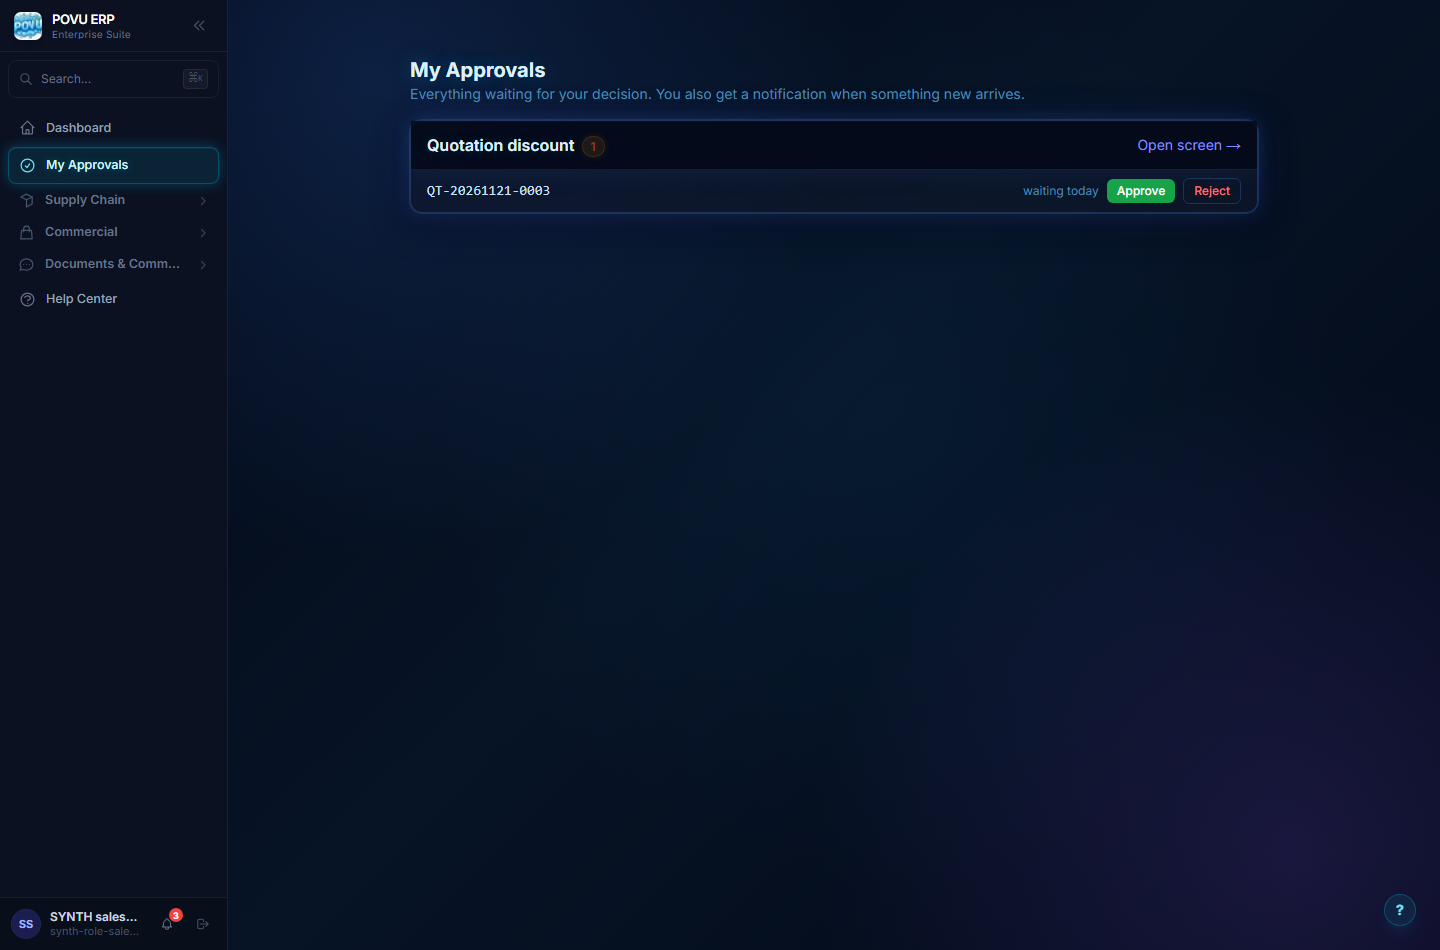 POVU
POVU ERP
Enterprise Suite
Search...
⌘K
Dashboard
My Approvals
Supply Chain
Commercial
Documents & Comm...
Help Center
My Approvals
Everything waiting for your decision. You also get a notification when something new arrives.
Quotation discount 1
Open screen →
QT-20261121-0003
waiting today
Approve
Reject
SS
SYNTH sales...
synth-role-sale...
3
?